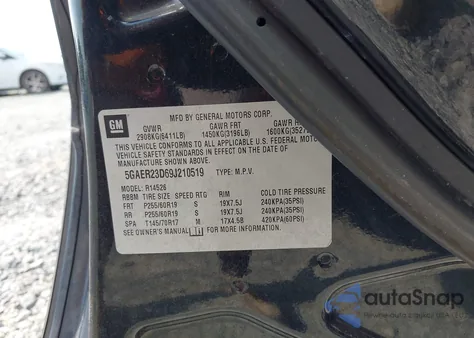 GM
MFD BY GENERAL MOTORS CORP.
GVWR GAWR FRT GAWR
2908KG(6411LB) 1450KG(3196LB) 1600KG(3527
THIS VEHICLE CONFORMS TO ALL APPLICABLE U.S. FEDERAL MOTOR
VEHICLE SAFETY STANDARDS IN EFFECT ON THE DATE OF
MANUFACTURE SHOWN ABOVE.
5GAER23D69J210519 TYPE: M.P.V.
MODEL: R14526
TIRE SIZE SPEED RTG RIM COLD TIRE PRESSURE
FRT P255/60R19 S 19X7.5J 240KPA(35PSI)
RR P255/60R19 S 19X7.5J 240KPA(35PSI)
SPA T145/70R17 M 17X4.5B 420KPA(60PSI)
SEE OWNER'S MANUAL FOR MORE INFORMATION.
autoSnap